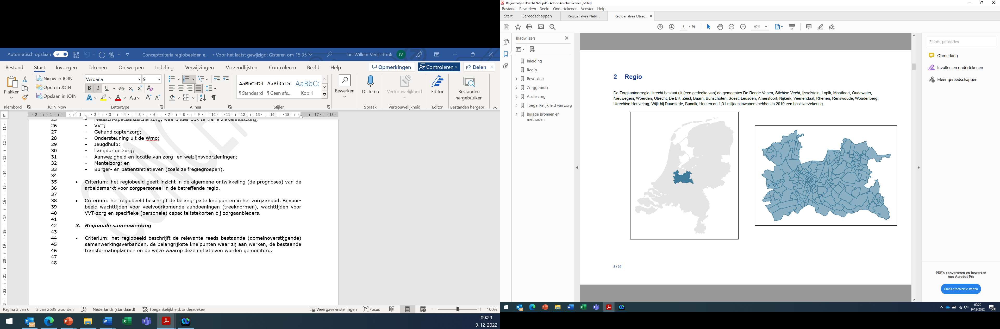 Automatisch opslaan
Conceptcriteria regiobeelden e... • Voor het laatst gewijzigd: Gisteren om 15:35
Jan-Willem Verlijsdonk JV
Bestand Start Invoegen Tekenen Ontwerpen Indeling Verwijzingen Verzendlijsten Controleren Beeld Help
Opmerkingen Controleren Delen
Plakken
Nieuw in JOIN
Open in JOIN
Opslaan in JOIN
Verdana 9
AaBbCcDd AaBbCcDc AaBbCc
¶ Standaard ¶ Geen afs... Kop 1
Bewerken
Dicteren
Vertrouwelijkheid
Editor
Bestanden hergebruiken
Klembord JOIN Now Lettertype Alinea Stijlen Spraak Vertrouwelijkheid Editor Bestanden hergebr...
CONCE
25 - Medisch-specialistische zorg, waaronder ook tertiaire ziekenhuiszorg;
26 - VVT;
27 - Gehandicaptenzorg;
28 - Ondersteuning uit de Wmo;
29 - Jeugdhulp;
30 - Langdurige zorg;
31 - Aanwezigheid en locatie van zorg- en welzijnsvoorzieningen;
32 - Mantelzorg; en
33 - Burger- en patiëntinitiatieven (zoals zelfregiegroepen).
34
35 • Criterium: het regiobeeld geeft inzicht in de algemene ontwikkeling (de prognoses) van de
36 arbeidsmarkt voor zorgpersoneel in de betreffende regio.
37
38 • Criterium: het regiobeeld beschrijft de belangrijkste knelpunten in het zorgaanbod. Bijvoor-
39 beeld wachttijden voor veelvoorkomende aandoeningen (treeknormen), wachttijden voor
40 VVT-zorg en specifieke (personele) capaciteitstekorten bij zorgaanbieders.
41
42 3. Regionale samenwerking
43
44 • Criterium: het regiobeeld beschrijft de relevante reeds bestaande (domeinoverstijgende)
45 samenwerkingsverbanden, de belangrijkste knelpunten waar zij aan werken, de bestaande
46 transformatieplannen en de wijze waarop deze initiatieven worden gemonitord.
47
48
Pagina 3 van 6 3 van 2639 woorden Nederlands (standaard) Toegankelijkheid: onderzoeken Weergave-instellingen Focus 100%
09:29
9-12-2022
Regioanalyse Utrecht NZa.pdf - Adobe Acrobat Reader (32-bit)
Bestand Bewerken Beeld Ondertekenen Venster Help
Start Gereedschappen Regioanalyse Netw... Regioanalyse Utrec... ×
5 / 39 99%
Bladwijzers
Inleiding
Regio
Bevolking
Zorggebruik
Acute zorg
Toegankelijkheid van zorg
Bijlage Bronnen en
methoden
2 Regio
De Zorgkantoorregio Utrecht bestaat uit (een gedeelte van) de gemeentes De Ronde Venen, Stichtse Vecht, Ijsselstein, Lopik, Montfoort, Oudewater,
Nieuwegein, Woerden, Utrecht, De Bilt, Zeist, Baarn, Bunschoten, Soest, Leusden, Amersfoort, Nijkerk, Veenendaal, Rhenen, Renswoude, Woudenberg,
Utrechtse Heuvelrug, Wijk bij Duurstede, Bunnik, Houten en 1,31 miljoen inwoners hebben in 2019 een basisverzekering.
5 / 39
Zoekhulpmiddelen
Opmerking
Invullen en ondertekenen
Meer gereedschappen
PDF's converteren en bewerken
met Acrobat Pro
Gratis proefversie starten
09:29
9-12-2022
21